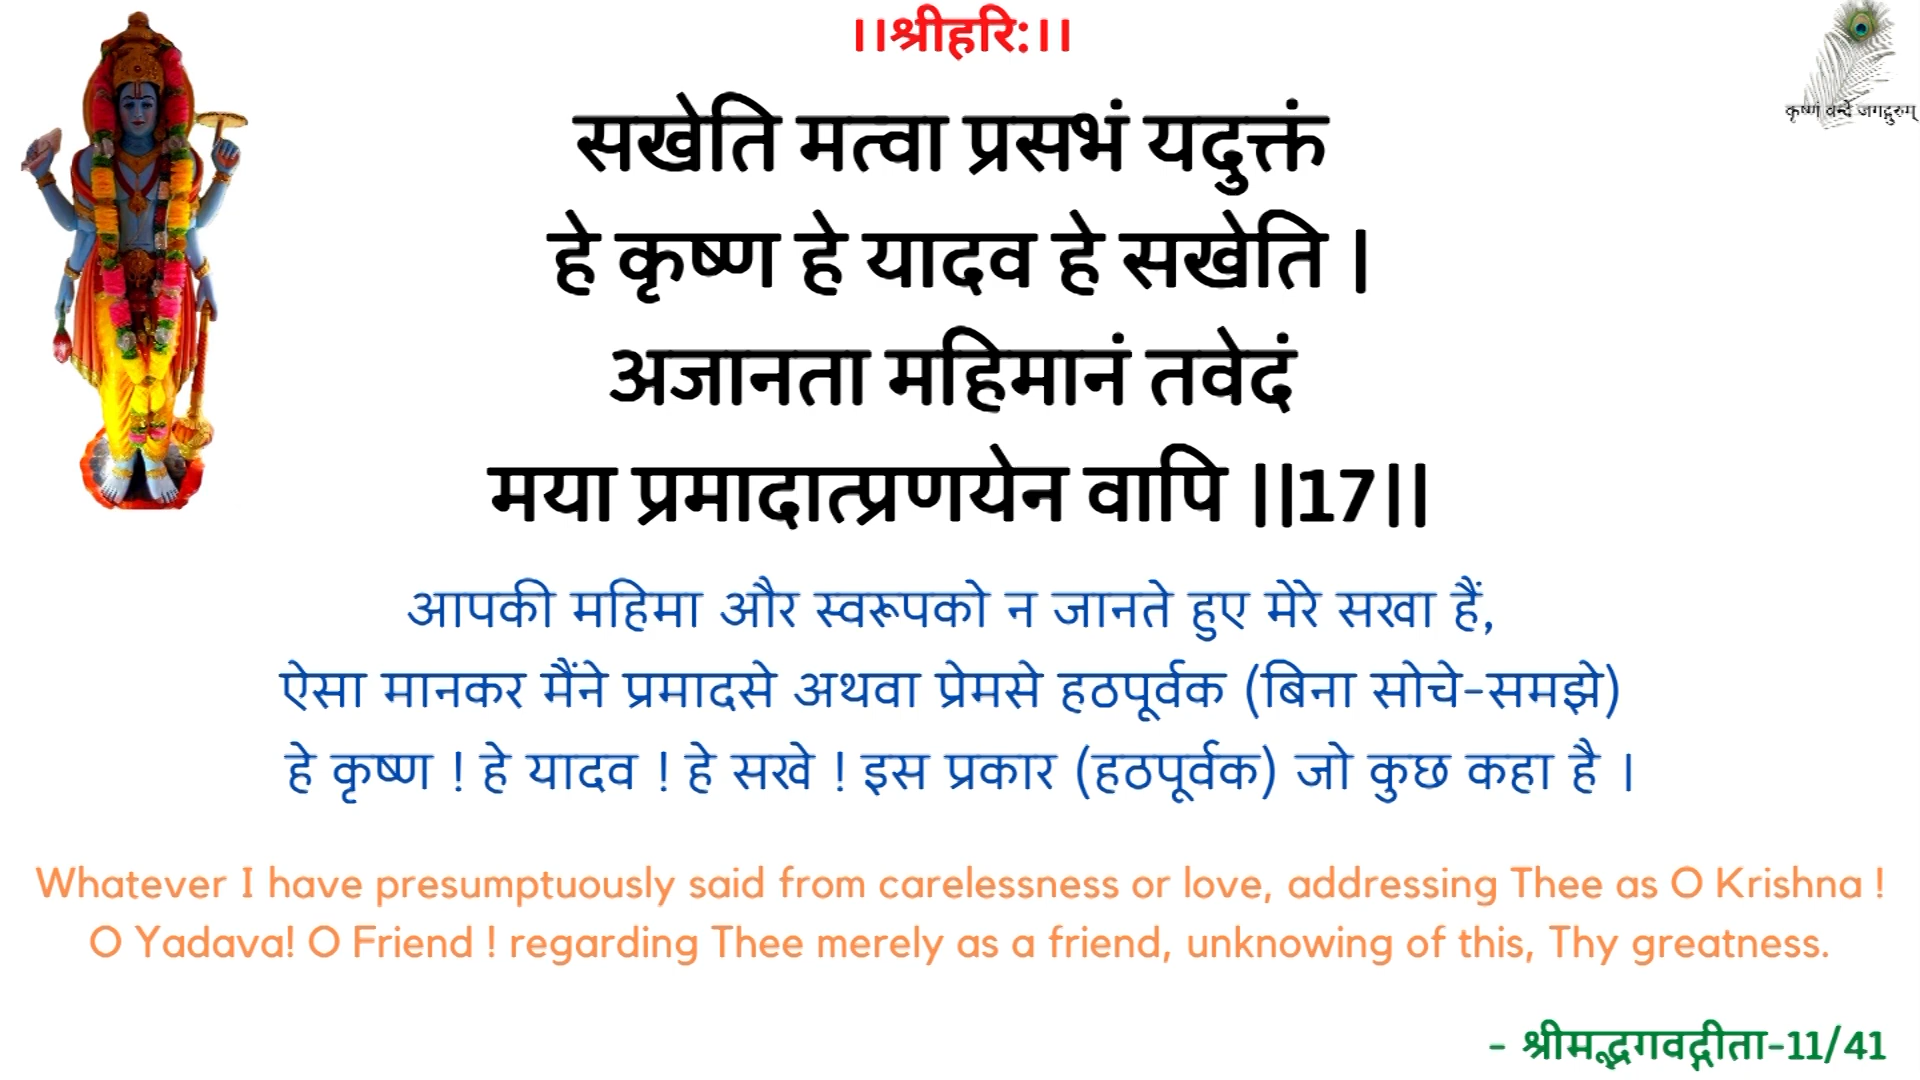 ।।श्रीहरि:।।
कृष्णं वन्दे जगद्गुरुम्
सखेति मत्वा प्रसभं यदुक्तं
हे कृष्ण हे यादव हे सखेति |
अजानता महिमानं तवेदं
मया प्रमादात्प्रणयेन वापि ||17||
आपकी महिमा और स्वरूपको न जानते हुए मेरे सखा हैं,
ऐसा मानकर मैंने प्रमादसे अथवा प्रेमसे हठपूर्वक (बिना सोचे-समझे)
हे कृष्ण ! हे यादव ! हे सखे ! इस प्रकार (हठपूर्वक) जो कुछ कहा है ।
Whatever I have presumptuously said from carelessness or love, addressing Thee as O Krishna !
O Yadava! O Friend ! regarding Thee merely as a friend, unknowing of this, Thy greatness.
- श्रीमद्भगवद्गीता-11/41